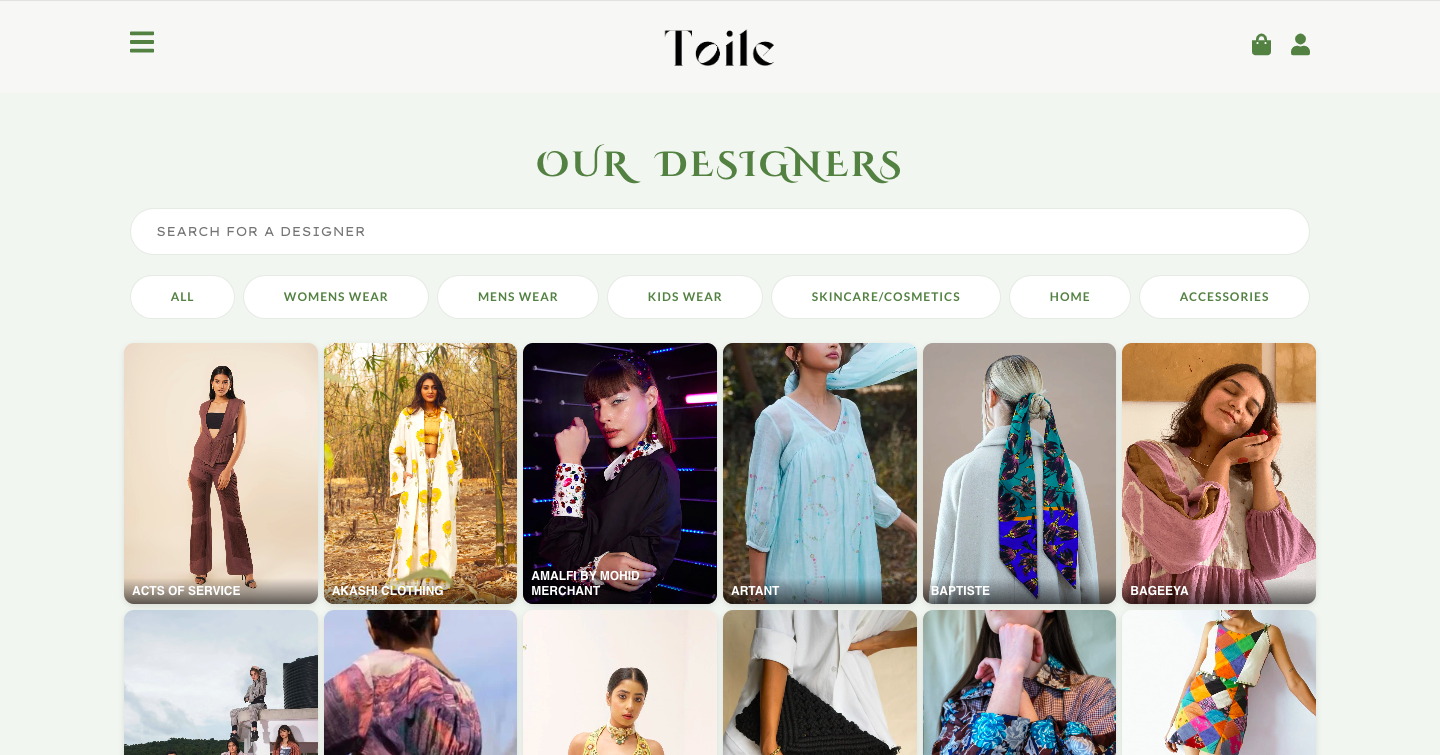 Toile
OUR DESIGNERS
SEARCH FOR A DESIGNER
ALL
WOMENS WEAR
MENS WEAR
KIDS WEAR
SKINCARE/COSMETICS
HOME
ACCESSORIES
ACTS OF SERVICE
AKASHI CLOTHING
AMALFI BY MOHID
MERCHANT
ARTANT
BAPTISTE
BAGEEYA